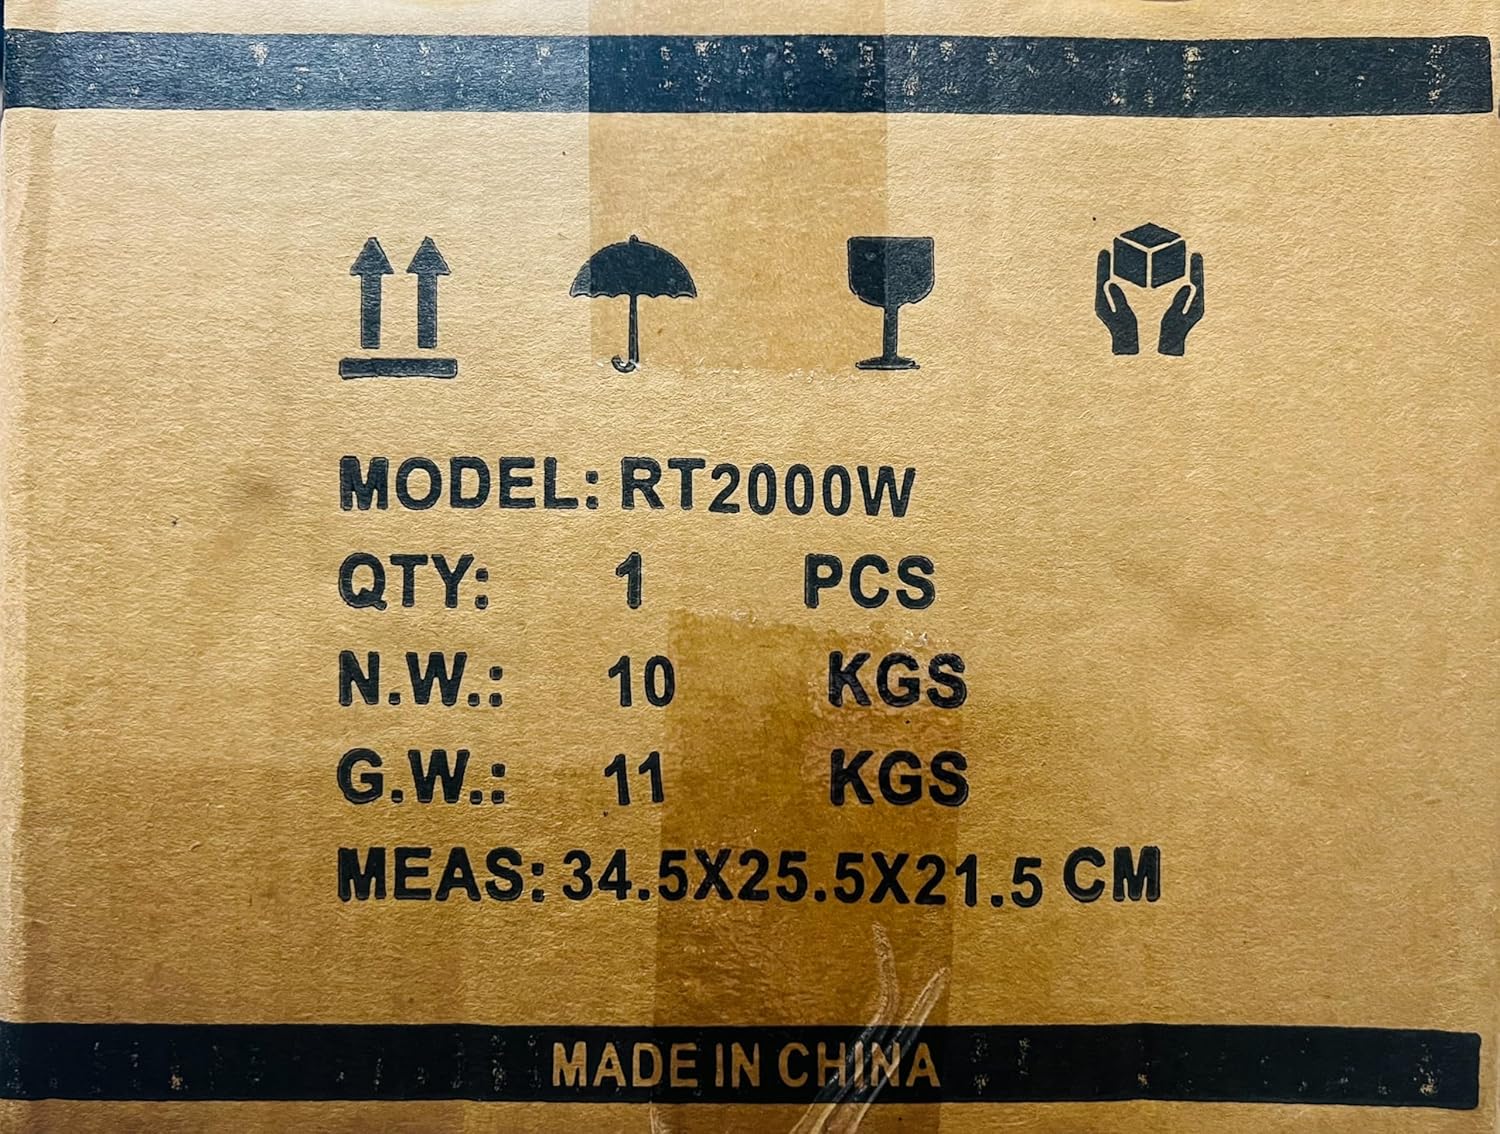 MODEL: RT2000W
QTY: 1 PCS
N.W.: 10 KGS
G.W.: 11 KGS
MEAS: 34.5X25.5X21.5 CM
MADE IN CHINA